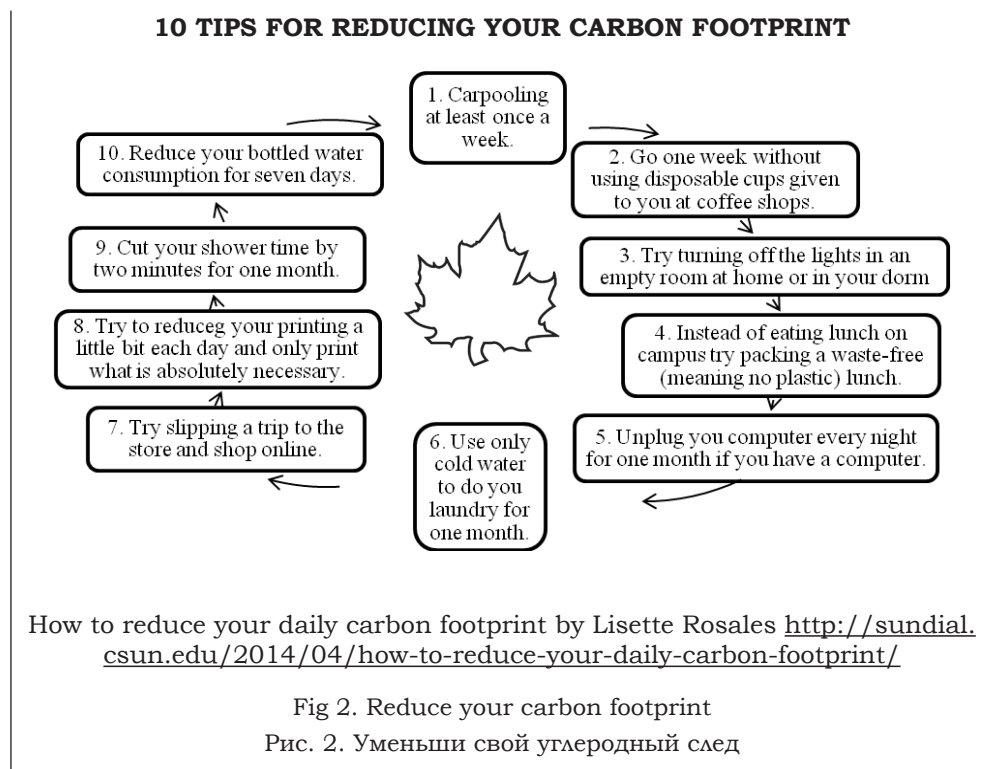 10 TIPS FOR REDUCING YOUR CARBON FOOTPRINT
1. Carpooling
at least once a
week.
2. Go one week without
using disposable cups given
to you at coffee shops.
3. Try turning off the lights in an
empty room at home or in your dorm
4. Instead of eating lunch on
campus try packing a waste-free
(meaning no plastic) lunch.
5. Unplug you computer every night
for one month if you have a computer.
6. Use only
cold water
to do you
laundry for
one month.
7. Try slipping a trip to the
store and shop online.
8. Try to reduceg your printing a
little bit each day and only print
what is absolutely necessary.
9. Cut your shower time by
two minutes for one month.
10. Reduce your bottled water
consumption for seven days.
How to reduce your daily carbon footprint by Lisette Rosales http://sundial.
csun.edu/2014/04/how-to-reduce-your-daily-carbon-footprint/
Fig 2. Reduce your carbon footprint
Рис. 2. Уменьши свой углеродный след